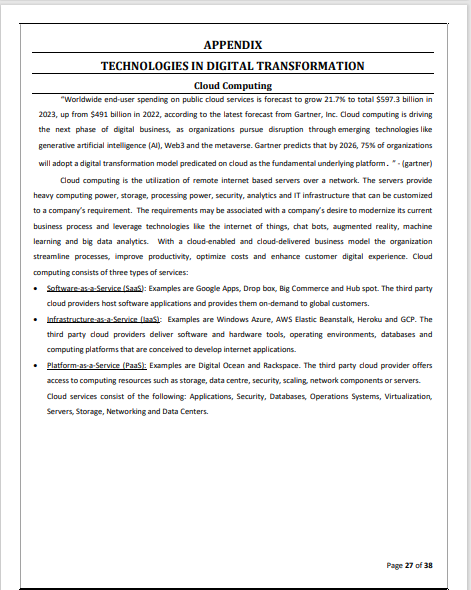 APPENDIX
TECHNOLOGIES IN DIGITAL TRANSFORMATION
Cloud Computing
"Worldwide end-user spending on public cloud services is forecast to grow 21.7% to total $597.3 billion in
2023, up from $491 billion in 2022, according to the latest forecast from Gartner, Inc. Cloud computing is driving
the next phase of digital business, as organizations pursue disruption through emerging technologies like
generative artificial intelligence (AI), Web3 and the metaverse. Gartner predicts that by 2026, 75% of organizations
will adopt a digital transformation model predicated on cloud as the fundamental underlying platform. " - (gartner)
Cloud computing is the utilization of remote internet based servers over a network. The servers provide
heavy computing power, storage, processing power, security, analytics and IT infrastructure that can be customized
to a company's requirement. The requirements may be associated with a company's desire to modernize its current
business process and leverage technologies like the internet of things, chat bots, augmented reality, machine
learning and big data analytics. With a cloud-enabled and cloud-delivered business model the organization
streamline processes, improve productivity, optimize costs and enhance customer digital experience. Cloud
computing consists of three types of services:
• Software-as-a-Service (SaaS): Examples are Google Apps, Drop box, Big Commerce and Hub spot. The third party
cloud providers host software applications and provides them on-demand to global customers.
• Infrastructure-as-a-Service (IaaS): Examples are Windows Azure, AWS Elastic Beanstalk, Heroku and GCP. The
third party cloud providers deliver software and hardware tools, operating environments, databases and
computing platforms that are conceived to develop internet applications.
• Platform-as-a-Service (PaaS): Examples are Digital Ocean and Rackspace. The third party cloud provider offers
access to computing resources such as storage, data centre, security, scaling, network components or servers.
Cloud services consist of the following: Applications, Security, Databases, Operations Systems, Virtualization,
Servers, Storage, Networking and Data Centers.
Page 27 of 38